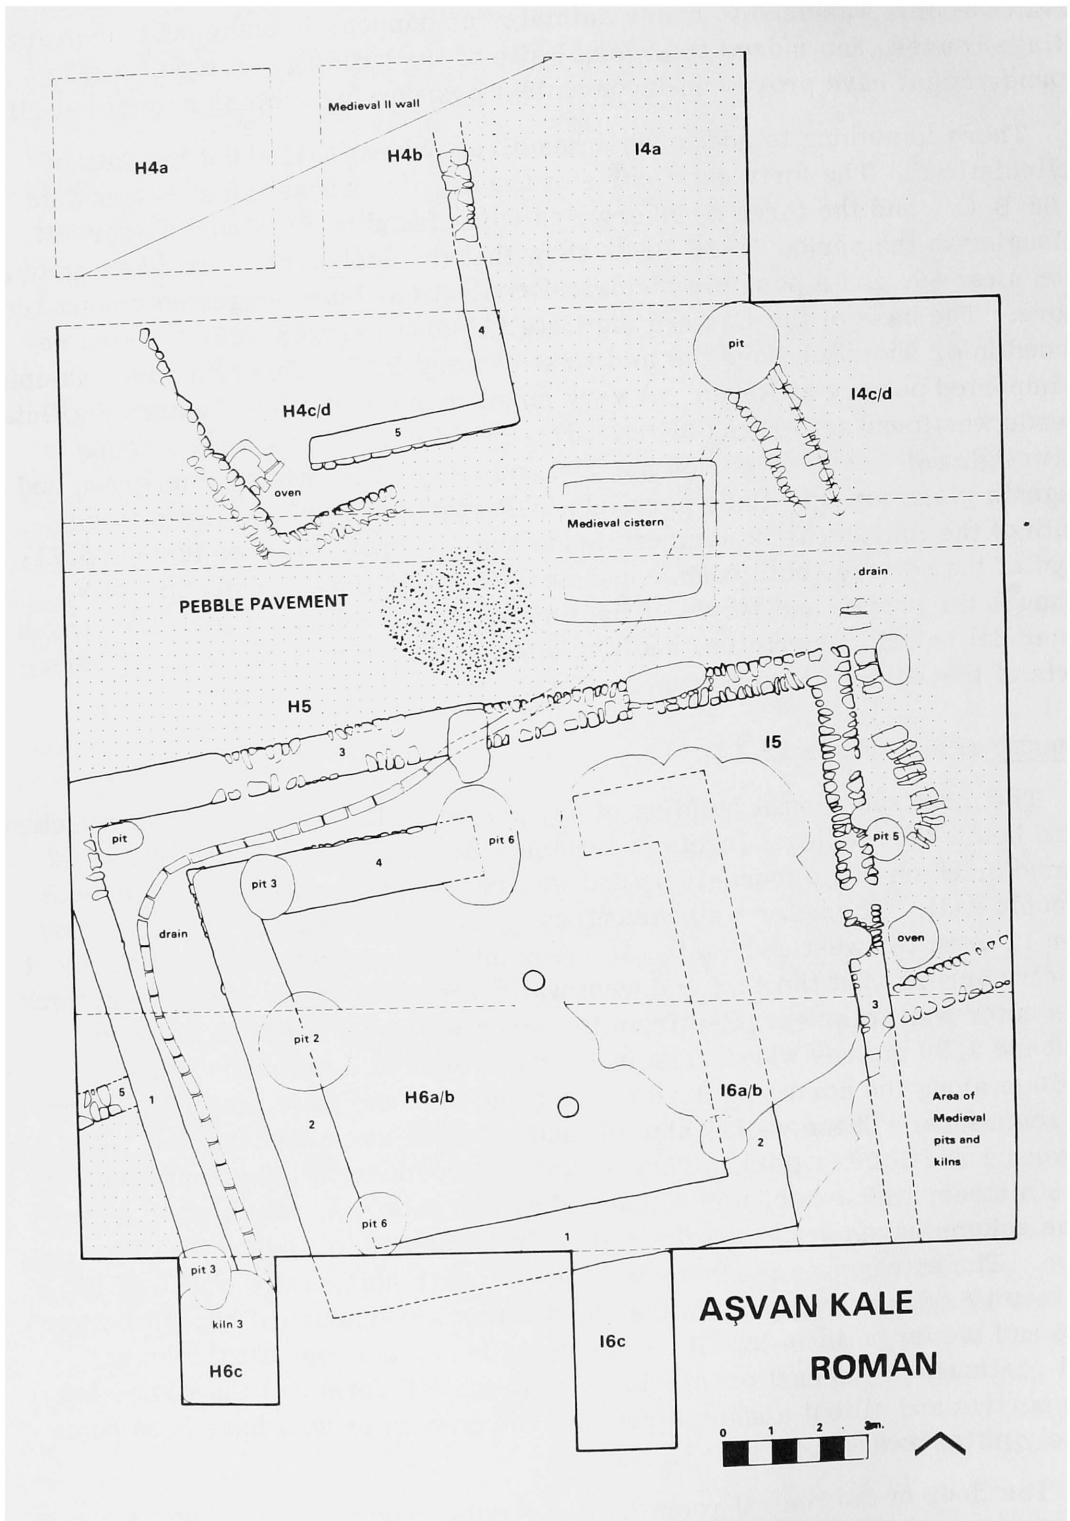 Medieval II wall
H4a
H4b
I4a
4
pit
H4c/d
I4c/d
5
oven
Medieval cistern
drain
PEBBLE PAVEMENT
H5
3
I5
pit
4
pit 6
pit 5
pit 3
drain
oven
3
pit 2
H6a/b
I6a/b
5
1
2
2
Area of
Medieval
pits and
kilns
pit 6
1
pit 3
kiln 3
H6c
I6c
AŞVAN KALE
ROMAN
0 1 2 3m.